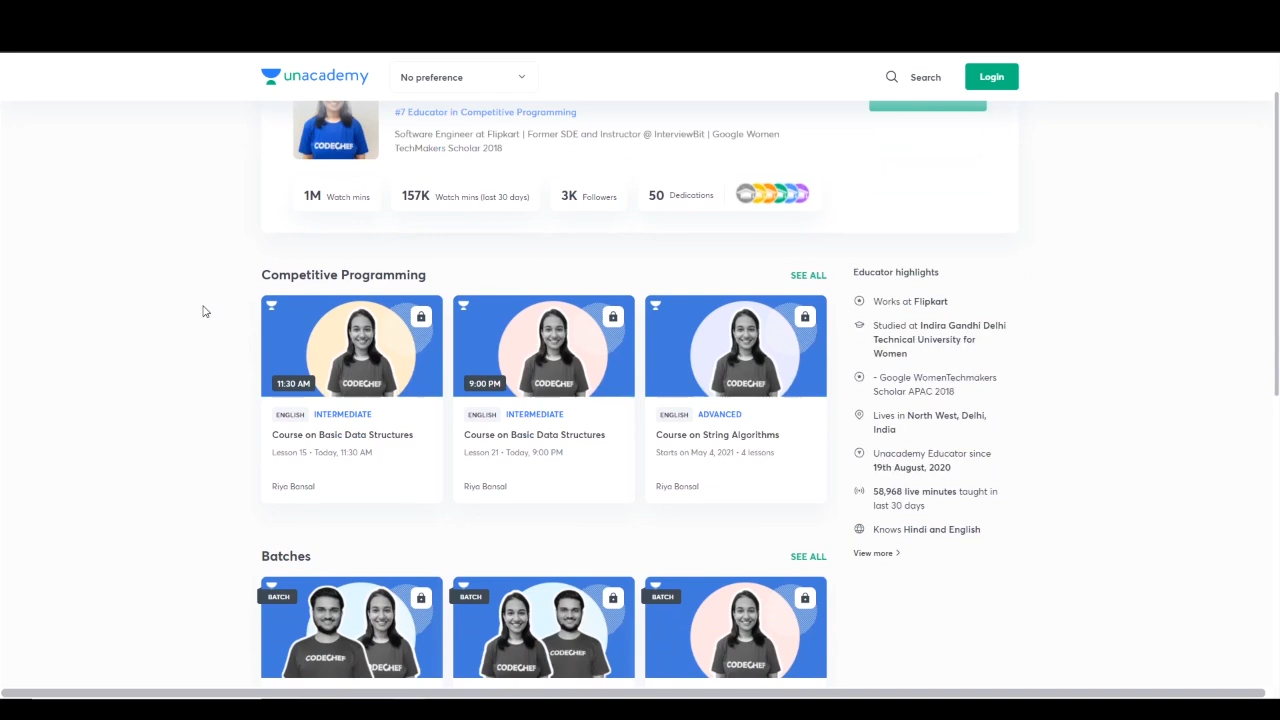 unacademy
No preference
Search
Login
#7 Educator in Competitive Programming
Software Engineer at Flipkart | Former SDE and Instructor @ InterviewBit | Google Women
TechMakers Scholar 2018
CODECHEF
1M Watch mins
157K Watch mins (last 30 days)
3K Followers
50 Dedications
Competitive Programming
SEE ALL
CODECHEF
11:30 AM
ENGLISH INTERMEDIATE
Course on Basic Data Structures
Lesson 15 • Today, 11:30 AM
Riya Bansal
CODECHEF
9:00 PM
ENGLISH INTERMEDIATE
Course on Basic Data Structures
Lesson 21 • Today, 9:00 PM
Riya Bansal
CODECHEF
ENGLISH ADVANCED
Course on String Algorithms
Starts on May 4, 2021 • 4 lessons
Riya Bansal
Educator highlights
Works at Flipkart
Studied at Indira Gandhi Delhi
Technical University for
Women
- Google WomenTechmakers
Scholar APAC 2018
Lives in North West, Delhi,
India
Unacademy Educator since
19th August, 2020
58,968 live minutes taught in
last 30 days
Knows Hindi and English
View more >
Batches
SEE ALL
BATCH
CODECHEF
CODECHEF
BATCH
CODECHEF
CODECHEF
BATCH
CODECHEF